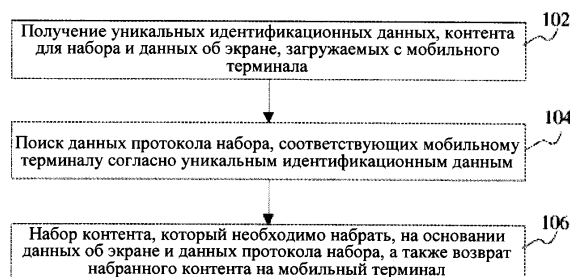 102
Получение уникальных идентификационных данных, контента
для набора и данных об экране, загружаемых с мобильного
терминала
104
Поиск данных протокола набора, соответствующих мобильному
терминалу согласно уникальным идентификационным данным
106
Набор контента, который необходимо набрать, на основании
данных об экране и данных протокола набора, а также возврат
набранного контента на мобильный терминал